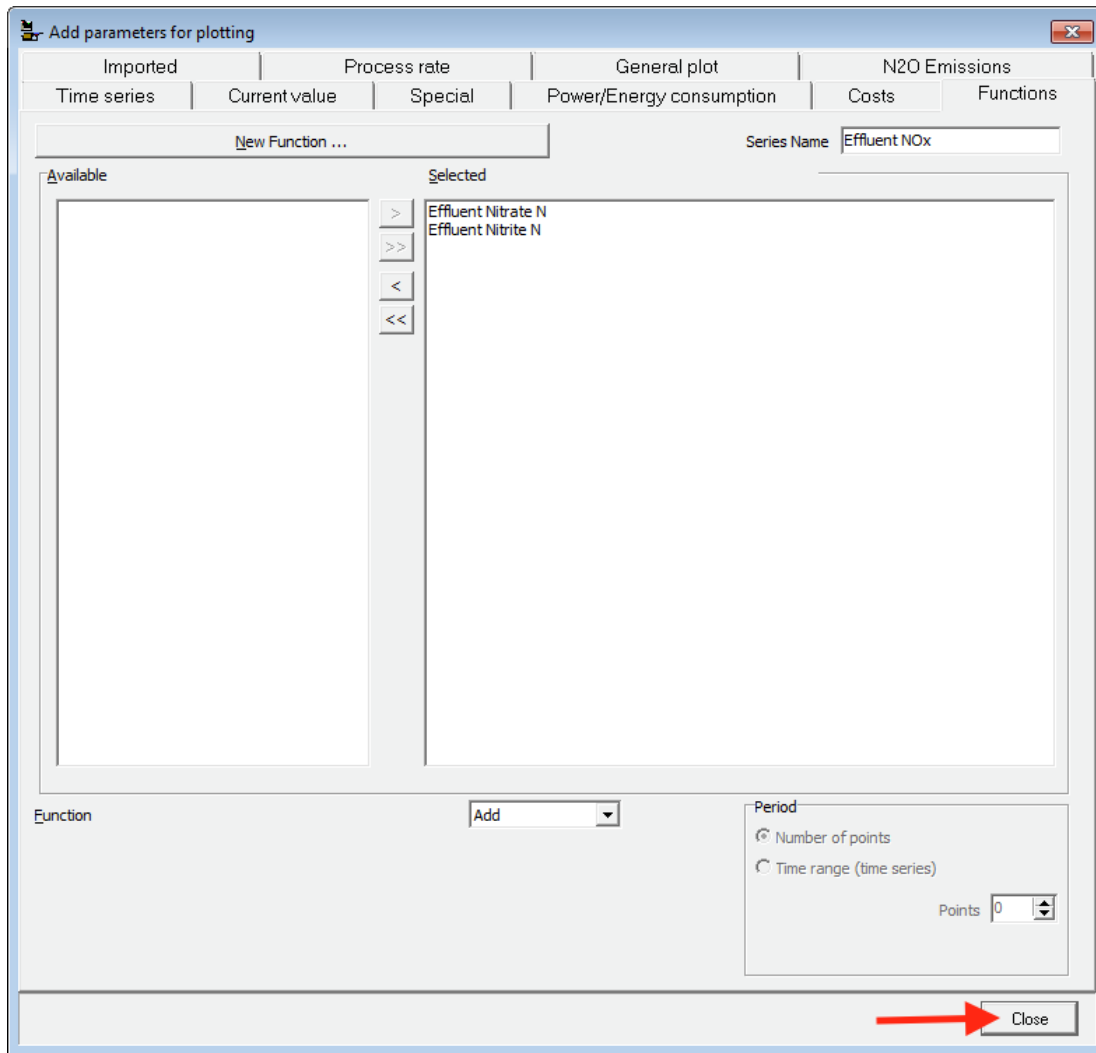 Add parameters for plotting
Imported Process rate General plot N2O Emissions
Time series Current value Special Power/Energy consumption Costs Functions
New Function ... Series Name Effluent NOx
Available Selected
> Effluent Nitrate N
Effluent Nitrite N
>>
<
<<
Function Add Period
Number of points
Time range (time series)
Points 0
Close